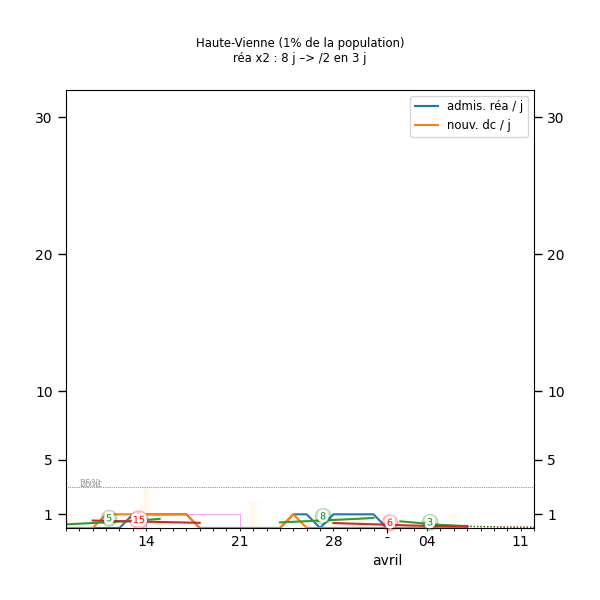 Haute-Vienne (1% de la population)
réa x2 : 8 j –> /2 en 3 j
admis. réa / j
nouv. dc / j
30 30
20 20
10 10
5 5
1 1
5 15 8 6 3
14 21 28 - 04 11
avril